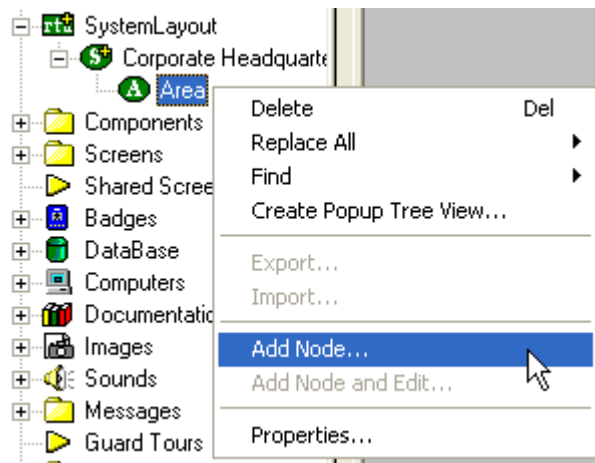 SystemLayout
Corporate Headquarte
Area
Components
Screens
Shared Scree
Badges
DataBase
Computers
Documentatic
Images
Sounds
Messages
Guard Tours
Delete Del
Replace All
Find
Create Popup Tree View...
Export...
Import...
Add Node...
Add Node and Edit...
Properties...